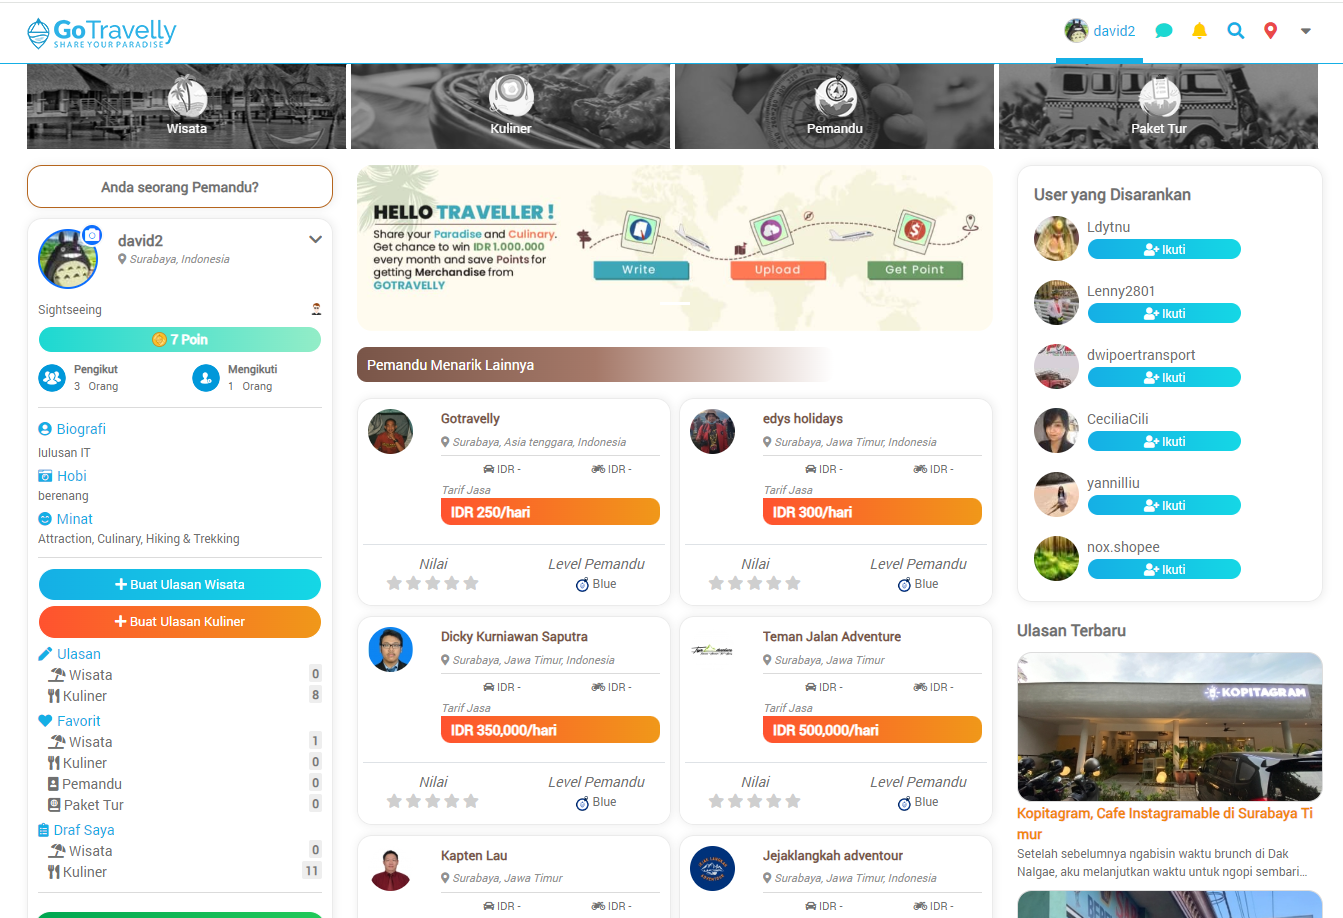 GoTravelly
SHARE YOUR PARADISE
david2
Wisata
Kuliner
Pemandu
Paket Tur
Anda seorang Pemandu?
david2
Surabaya, Indonesia
Sightseeing
7 Poin
Pengikut
3 Orang
Mengikuti
1 Orang
Biografi
lulusan IT
Hobi
berenang
Minat
Attraction, Culinary, Hiking & Trekking
Buat Ulasan Wisata
Buat Ulasan Kuliner
Ulasan
Wisata 0
Kuliner 8
Favorit
Wisata 1
Kuliner 0
Pemandu 0
Paket Tur 0
Draf Saya
Wisata 0
Kuliner 11
HELLO TRAVELLER !
Share your Paradise and Culinary.
Get chance to win IDR 1.000.000
every month and save Points for
getting Merchandise from
GOTRAVELLY
Write
Upload
Get Point
Pemandu Menarik Lainnya
Gotravelly
Surabaya, Asia tenggara, Indonesia
IDR - IDR -
Tarif Jasa
IDR 250/hari
Nilai Level Pemandu
Blue
edys holidays
Surabaya, Jawa Timur, Indonesia
IDR - IDR -
Tarif Jasa
IDR 300/hari
Nilai Level Pemandu
Blue
Dicky Kurniawan Saputra
Surabaya, Jawa Timur, Indonesia
IDR - IDR -
Tarif Jasa
IDR 350,000/hari
Nilai Level Pemandu
Blue
Teman Jalan Adventure
Surabaya, Jawa Timur
IDR - IDR -
Tarif Jasa
IDR 500,000/hari
Nilai Level Pemandu
Blue
Kapten Lau
Surabaya, Jawa Timur
IDR - IDR -
Jejaklangkah adventour
Surabaya, Jawa Timur, Indonesia
IDR - IDR -
User yang Disarankan
Ldytnu
Ikuti
Lenny2801
Ikuti
dwipoertransport
Ikuti
CeciliaCili
Ikuti
yannilliu
Ikuti
nox.shopee
Ikuti
Ulasan Terbaru
KOPITAGRAM
Kopitagram, Cafe Instagramable di Surabaya Ti
mur
Setelah sebelumnya ngabisin waktu brunch di Dak
Nalgae, aku melanjutkan waktu untuk ngopi sembari...